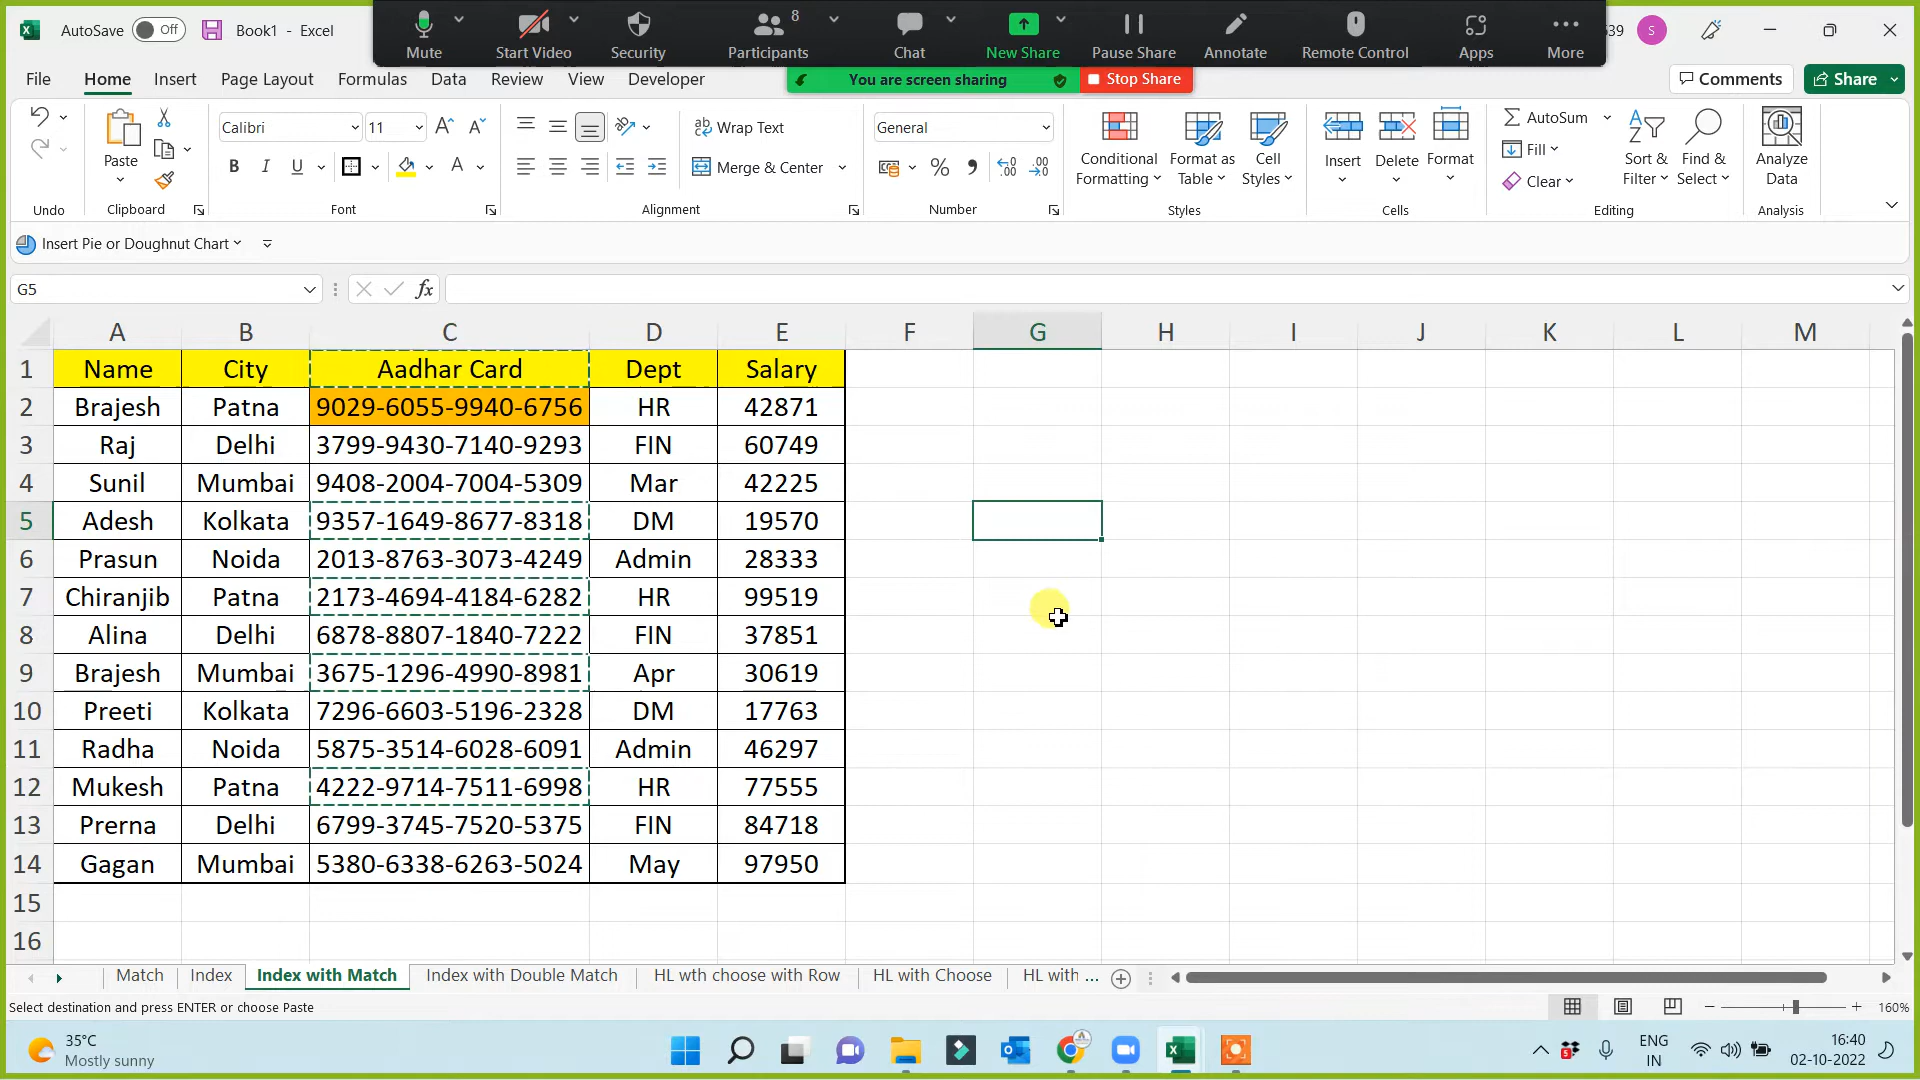 Mute
Start Video
Security
Participants 8
Chat
New Share
Pause Share
Annotate
Remote Control
Apps
More
AutoSave Off Book1 - Excel 39 S
You are screen sharing Stop Share
File Home Insert Page Layout Formulas Data Review View Developer Comments Share
Calibri 11 Wrap Text General AutoSum
Paste Merge & Center Conditional Formatting Format as Table Cell Styles Insert Delete Format Fill Sort & Filter Find & Select Analyze Data
B I U A % Clear
Undo Clipboard Font Alignment Number Styles Cells Editing Analysis
Insert Pie or Doughnut Chart
G5 fx
A B C D E F G H I J K L M
1 Name City Aadhar Card Dept Salary
2 Brajesh Patna 9029-6055-9940-6756 HR 42871
3 Raj Delhi 3799-9430-7140-9293 FIN 60749
4 Sunil Mumbai 9408-2004-7004-5309 Mar 42225
5 Adesh Kolkata 9357-1649-8677-8318 DM 19570
6 Prasun Noida 2013-8763-3073-4249 Admin 28333
7 Chiranjib Patna 2173-4694-4184-6282 HR 99519
8 Alina Delhi 6878-8807-1840-7222 FIN 37851
9 Brajesh Mumbai 3675-1296-4990-8981 Apr 30619
10 Preeti Kolkata 7296-6603-5196-2328 DM 17763
11 Radha Noida 5875-3514-6028-6091 Admin 46297
12 Mukesh Patna 4222-9714-7511-6998 HR 77555
13 Prerna Delhi 6799-3745-7520-5375 FIN 84718
14 Gagan Mumbai 5380-6338-6263-5024 May 97950
15
16
Match Index Index with Match Index with Double Match HL wth choose with Row HL with Choose HL with ...
Select destination and press ENTER or choose Paste 160%
35°C
Mostly sunny
ENG
IN
16:40
02-10-2022